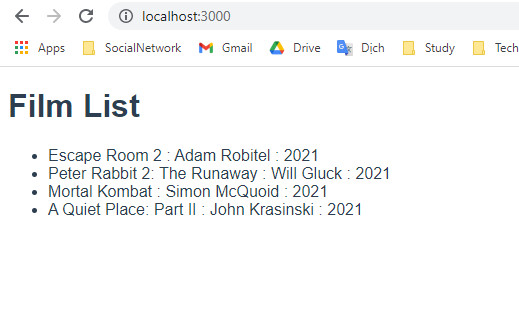 localhost:3000
SocialNetwork Gmail Drive Dịch Study Tech
Film List
• Escape Room 2 : Adam Robitel : 2021
• Peter Rabbit 2: The Runaway : Will Gluck : 2021
• Mortal Kombat : Simon McQuoid : 2021
• A Quiet Place: Part II : John Krasinski : 2021